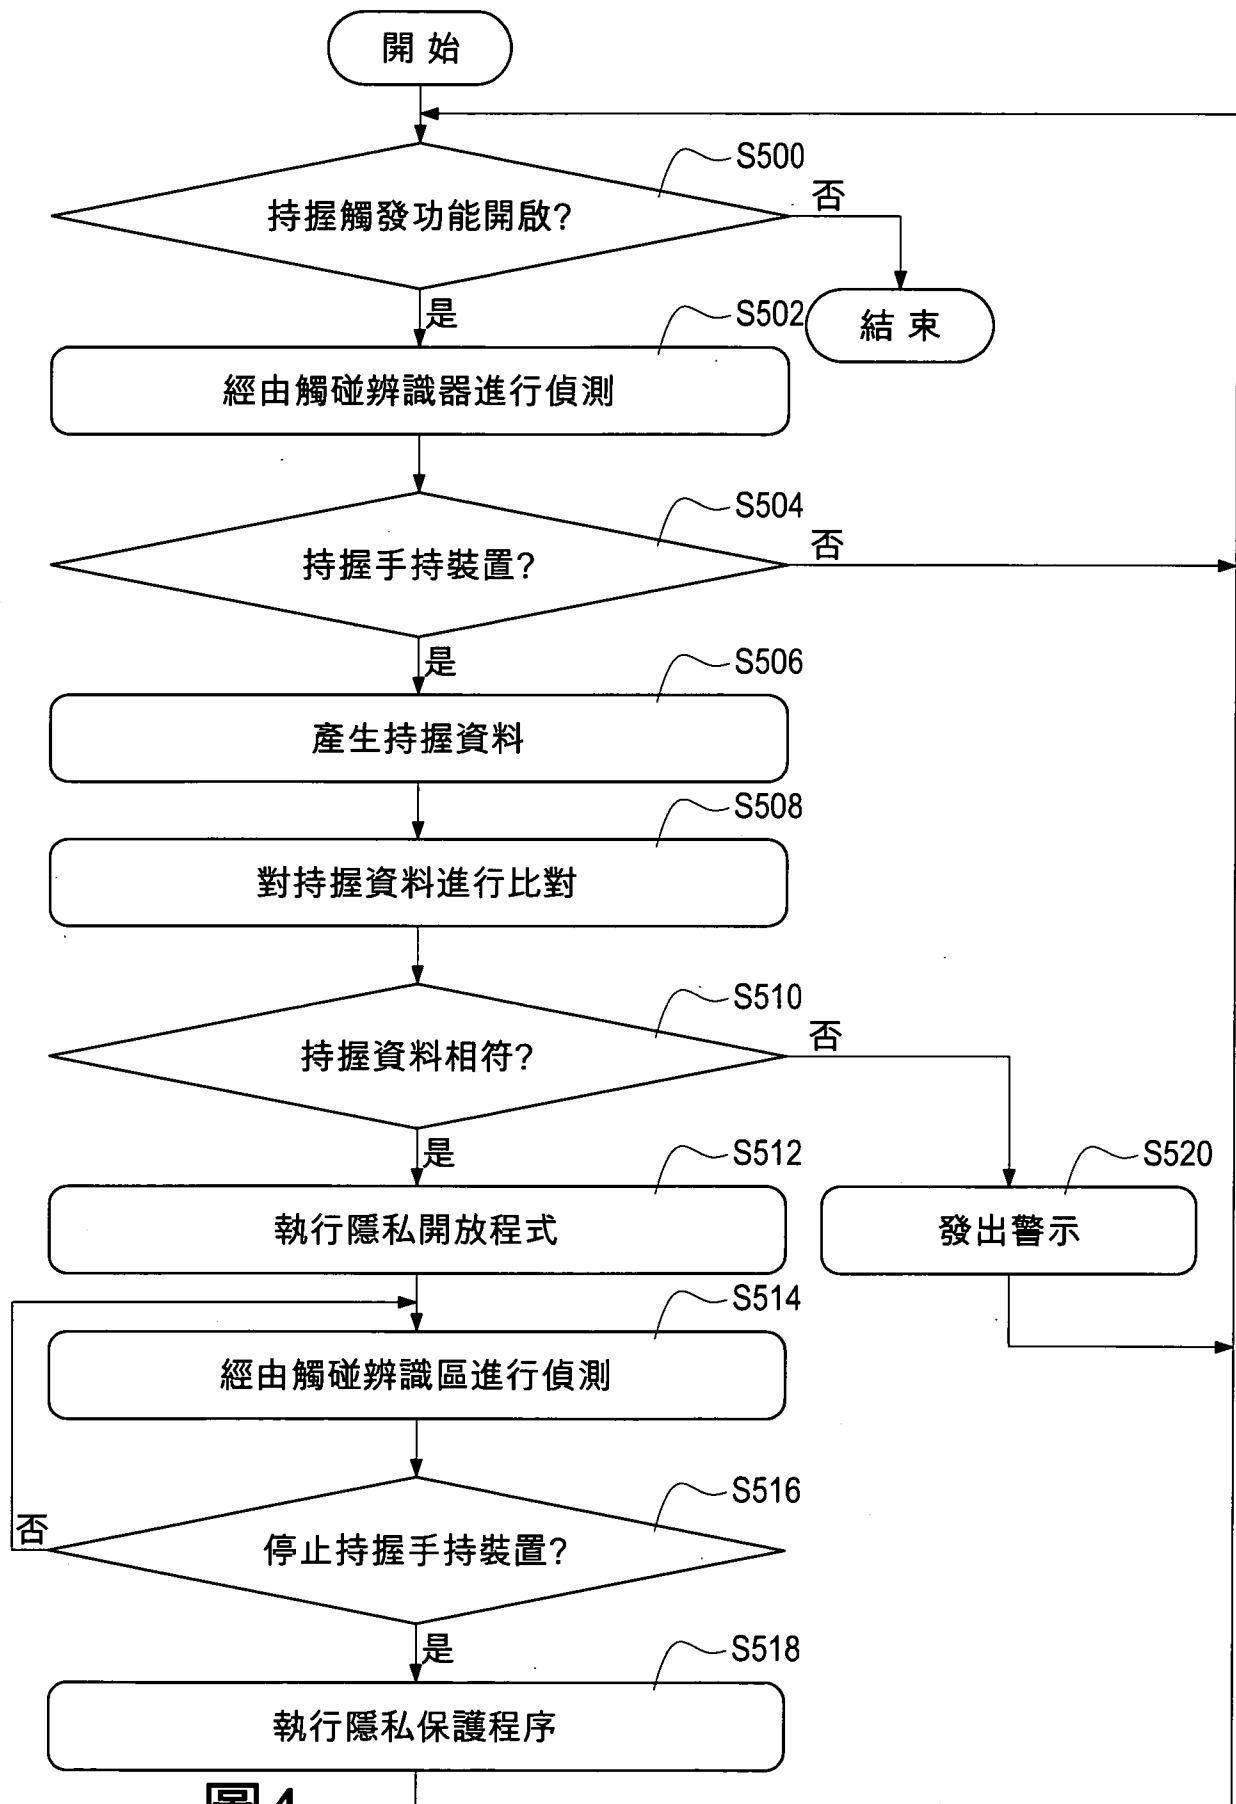 開始
S500
持握觸發功能開啟?
否
是
結束
S502
經由觸碰辨識器進行偵測
S504
持握手持裝置?
否
是
S506
產生持握資料
S508
對持握資料進行比對
S510
持握資料相符?
否
是
S512
執行隱私開放程式
S520
發出警示
S514
經由觸碰辨識區進行偵測
S516
停止持握手持裝置?
否
是
S518
執行隱私保護程序
圖4